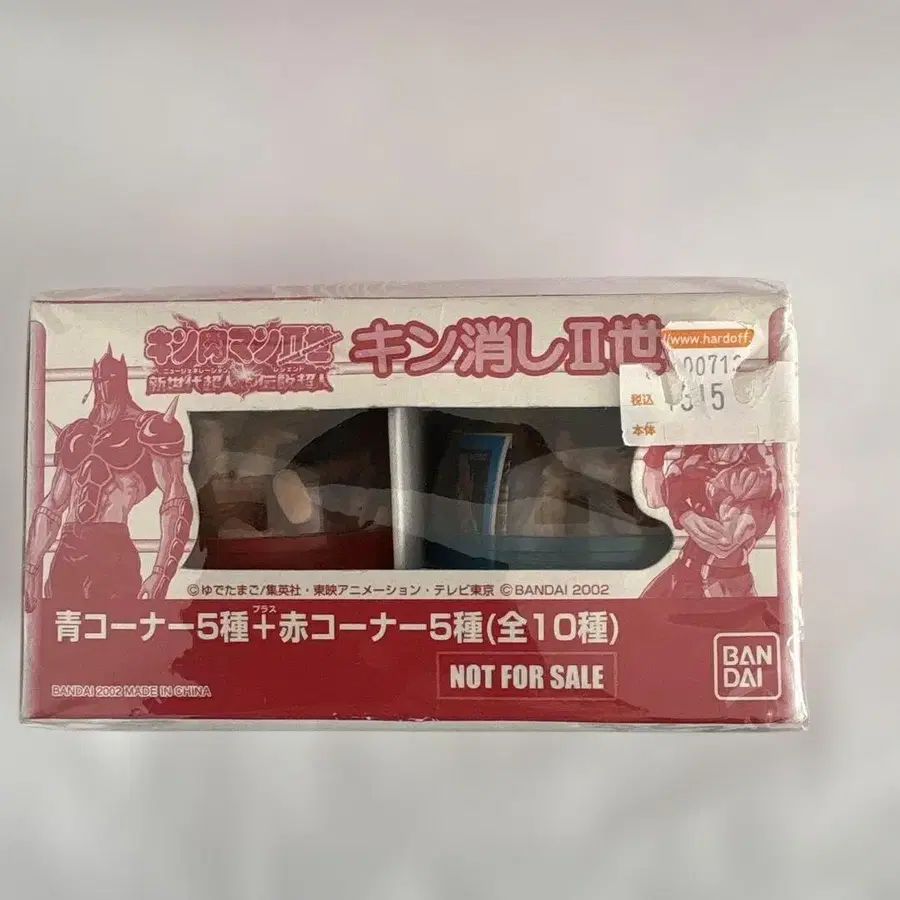 キン肉マンⅡ世
ニュージェネレーション レジェンド
新世代超人VS伝説超人
キン消しⅡ世
www.hardoff.
00712
税込
315
本体
©ゆでたまご/集英社・東映アニメーション・テレビ東京 ©BANDAI 2002
プラス
青コーナー5種+赤コーナー5種(全10種)
NOT FOR SALE
BAN
DAI
BANDAI 2002 MADE IN CHINA